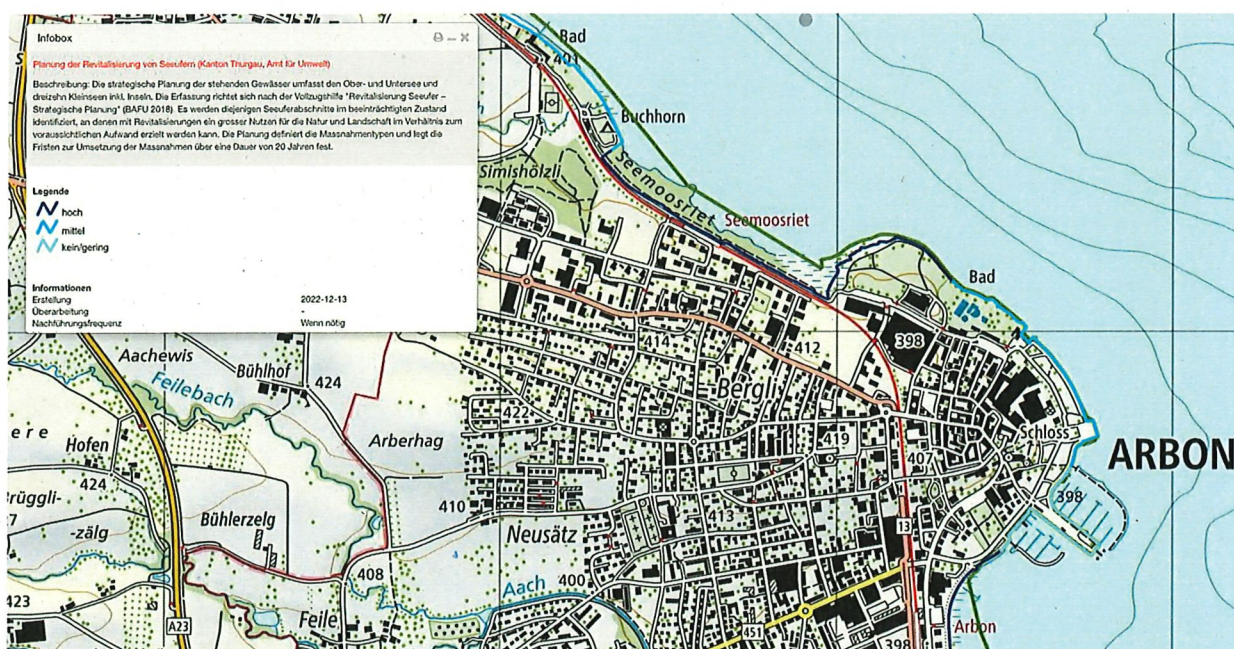 Infobox
Planung der Revitalisierung von Seeufern (Kanton Thurgau, Amt für Umwelt)
Beschreibung: Die strategische Planung der stehenden Gewässer umfasst den Ober- und Untersee und
dreizehn Kleinseen inkl. Inseln. Die Erfassung richtet sich nach der Vollzugshilfe "Revitalisierung Seeufer –
Strategische Planung" (BAFU 2018). Es werden diejenigen Seeuferabschnitte im beeinträchtigten Zustand
identifiziert, an denen mit Revitalisierungen ein grosser Nutzen für die Natur und Landschaft im Verhältnis zum
voraussichtlichen Aufwand erzielt werden kann. Die Planung definiert die Massnahmentypen und legt die
Fristen zur Umsetzung der Massnahmen über eine Dauer von 20 Jahren fest.
Legende
hoch
mittel
kein/gering
Informationen
Erstellung 2022-12-13
Überarbeitung -
Nachführungsfrequenz Wenn nötig
Bad
401
Buchhorn
Simishölzli
Seemoosriet
Seemoosriet
Bad
398
414
412
Aachewis
Bühlhof
424
Feilebach
Bergli
422
Arberhag
419
Schloss
ARBON
Hofen
407
424
410
398
Bühlerzelg
413
13
-zälg
Neusätz
408
Aach
400
423
Feile
A23
451
Arbon
398